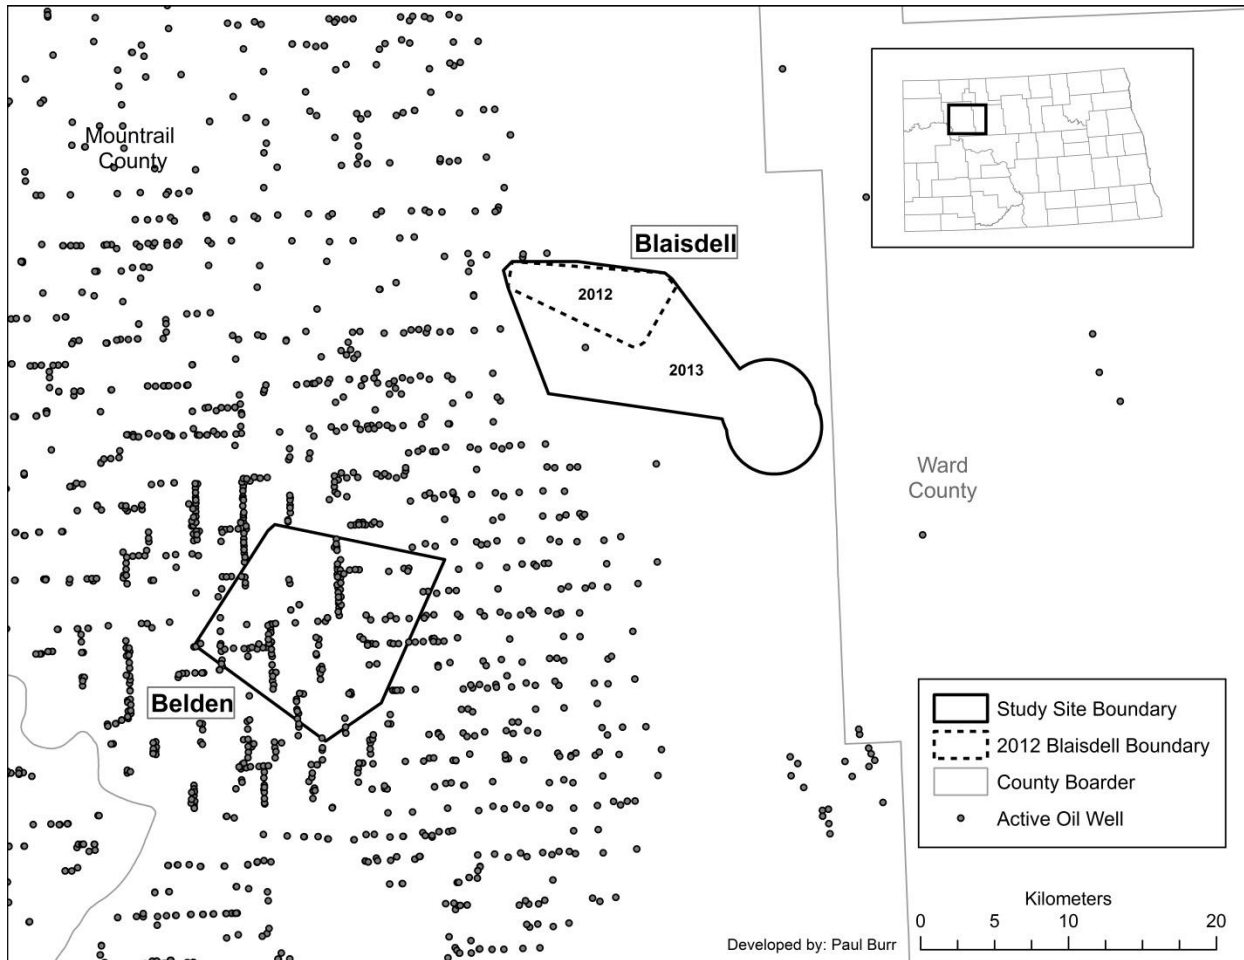 Mountrail
County
Blaisdell
2012
2013
Ward
County
Belden
Study Site Boundary
2012 Blaisdell Boundary
County Boarder
Active Oil Well
Kilometers
0 5 10 20
Developed by: Paul Burr